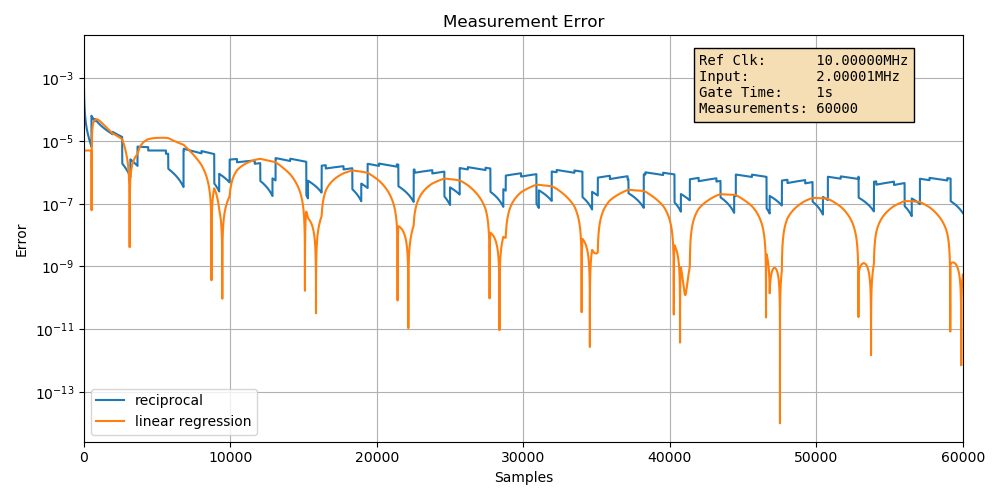 Measurement Error
Ref Clk: 10.00000MHz
Input: 2.00001MHz
Gate Time: 1s
Measurements: 60000
Error
10⁻³
10⁻⁵
10⁻⁷
10⁻⁹
10⁻¹¹
10⁻¹³
reciprocal
linear regression
0 10000 20000 30000 40000 50000 60000
Samples